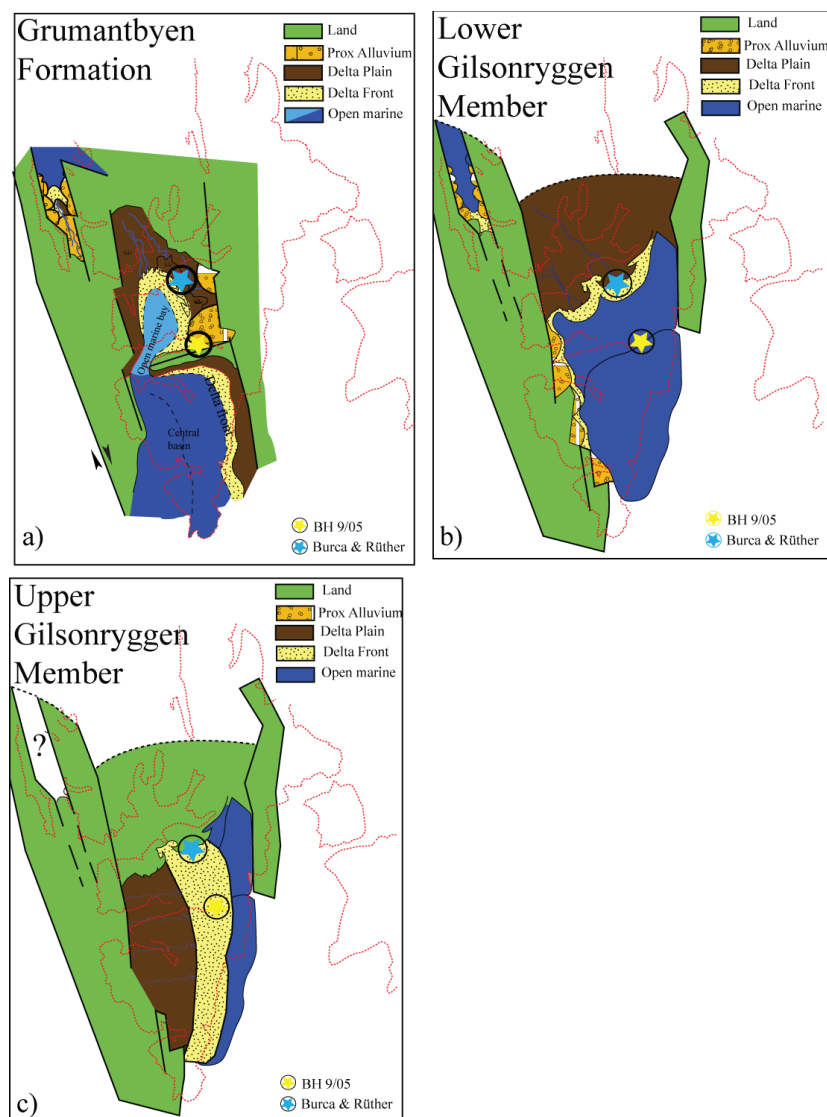 Grumantbyen
Formation
Land
Prox Alluvium
Delta Plain
Delta Front
Open marine
Open marine bay
Delta front
Central
basin
BH 9/05
Burca & Rüther
a)
Lower
Gilsonryggen
Member
Land
Prox Alluvium
Delta Plain
Delta Front
Open marine
BH 9/05
Burca & Rüther
b)
Upper
Gilsonryggen
Member
Land
Prox Alluvium
Delta Plain
Delta Front
Open marine
?
BH 9/05
Burca & Rüther
c)